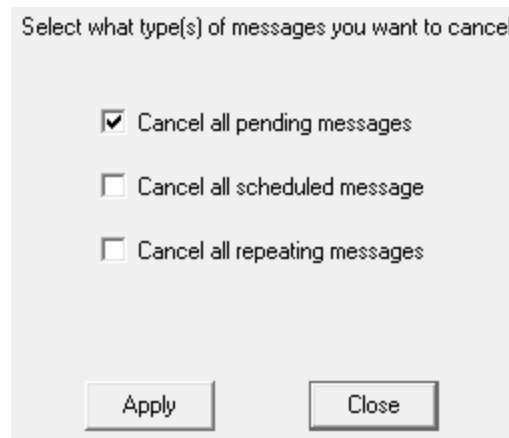 Select what type(s) of messages you want to cancel
Cancel all pending messages
Cancel all scheduled message
Cancel all repeating messages
Apply Close